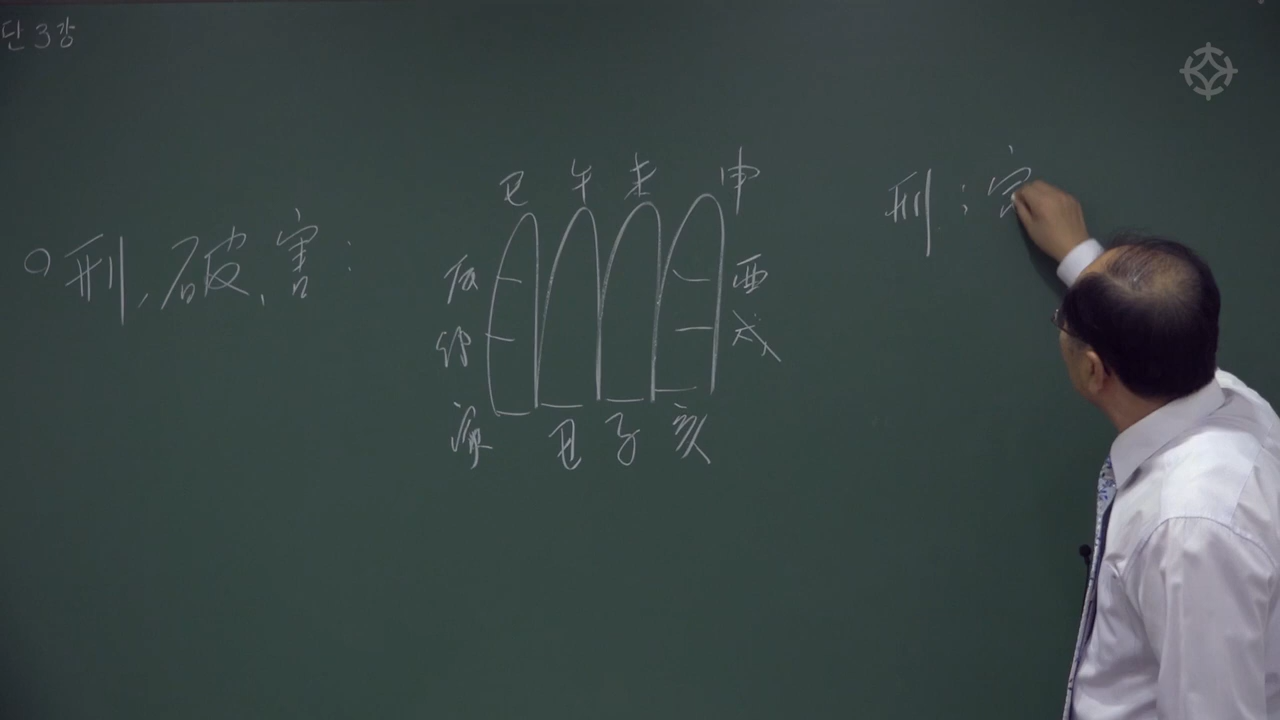 단 3강
○ 刑, 破, 害 :
巳 午 未 申
辰 酉
卯 戌
寅 丑 子 亥
刑 ; 寅